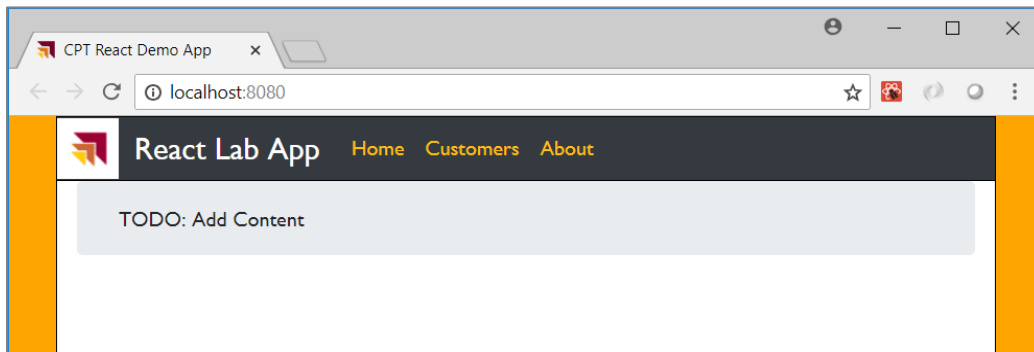 CPT React Demo App
localhost:8080
React Lab App Home Customers About
TODO: Add Content